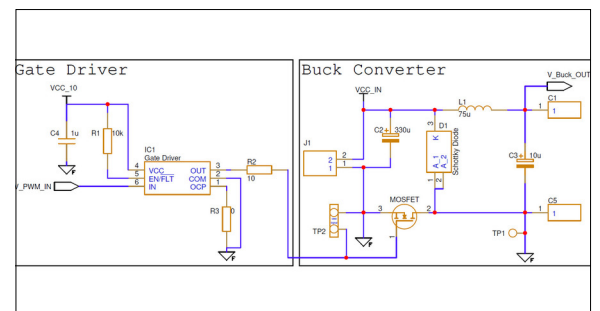 Gate Driver
Buck Converter
VCC_10
VCC_IN
V_Buck_OUT
L1
75u
C1
1
1
C4
1u
R1
10k
IC1
Gate Driver
4
5
6
VCC
EN/FLT
IN
OUT
COM
OCP
3
2
1
R2
10
R3
0
V_PWM_IN
J1
2
1
2
1
C2
+
330u
3
D1
K
A_1
A_2
Schottky Diode
1
2
C3
+
10u
MOSFET
3
2
1
TP2
TP1
C5
1
1
F
F
F
F
F